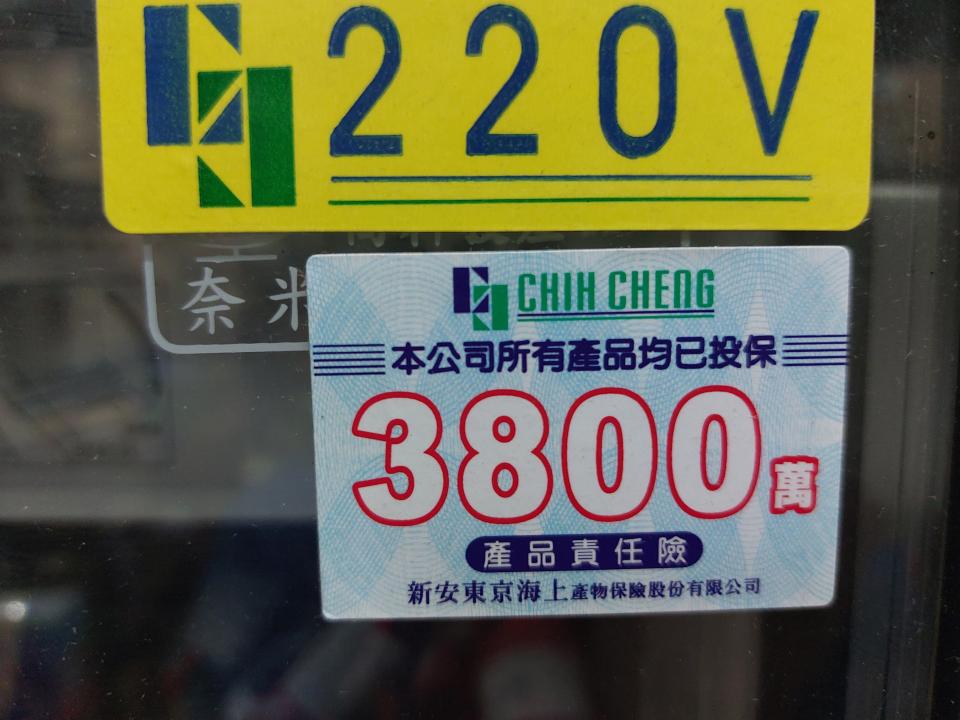 220V
奈米
CHIH CHENG
本公司所有產品均已投保
3800萬
產品責任險
新安東京海上產物保險股份有限公司